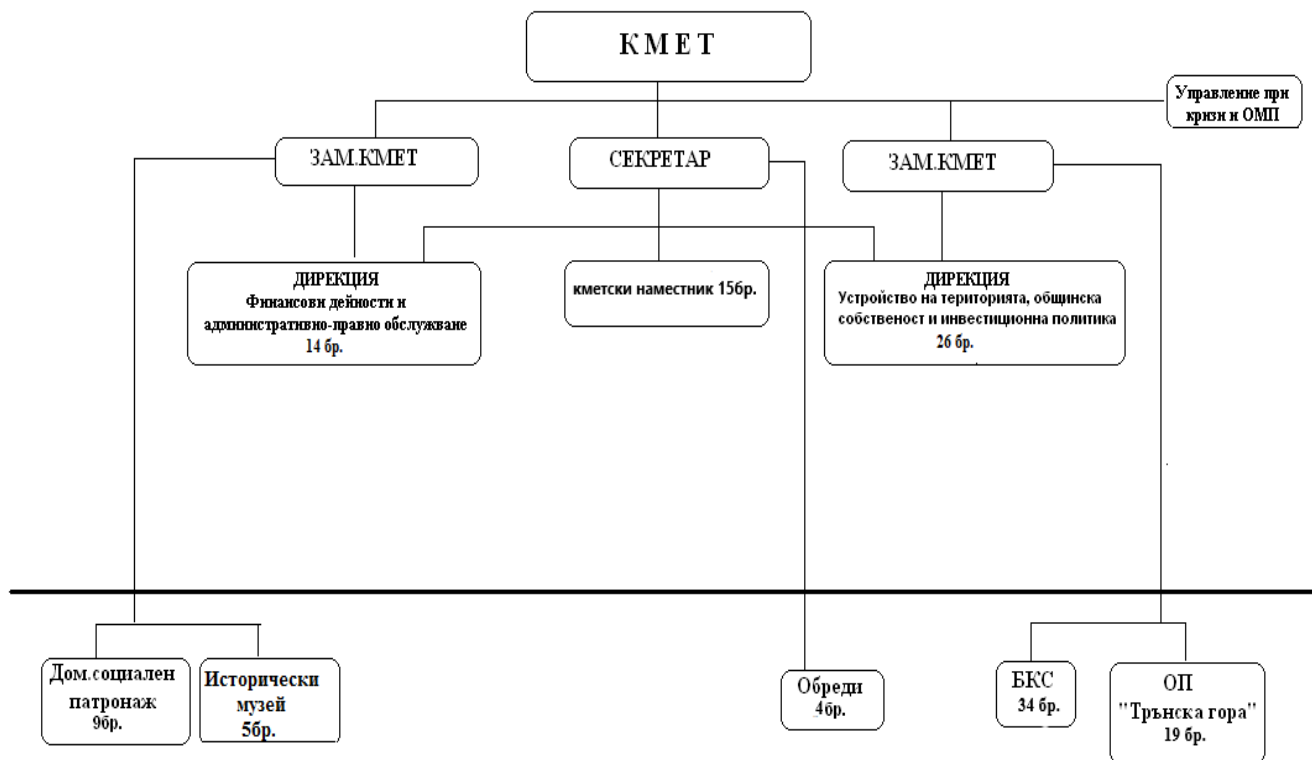 К М Е Т
Управление при
кризи и ОМП
ЗАМ.КМЕТ
СЕКРЕТАР
ЗАМ.КМЕТ
ДИРЕКЦИЯ
Финансови дейности и
административно-правно обслужване
14 бр.
кметски наместник 15бр.
ДИРЕКЦИЯ
Устройство на територията, общинска
собственост и инвестиционна политика
26 бр.
Дом.социален
патронаж
9бр.
Исторически
музей
5бр.
Обреди
4бр.
БКС
34 бр.
ОП
"Трънска гора"
19 бр.